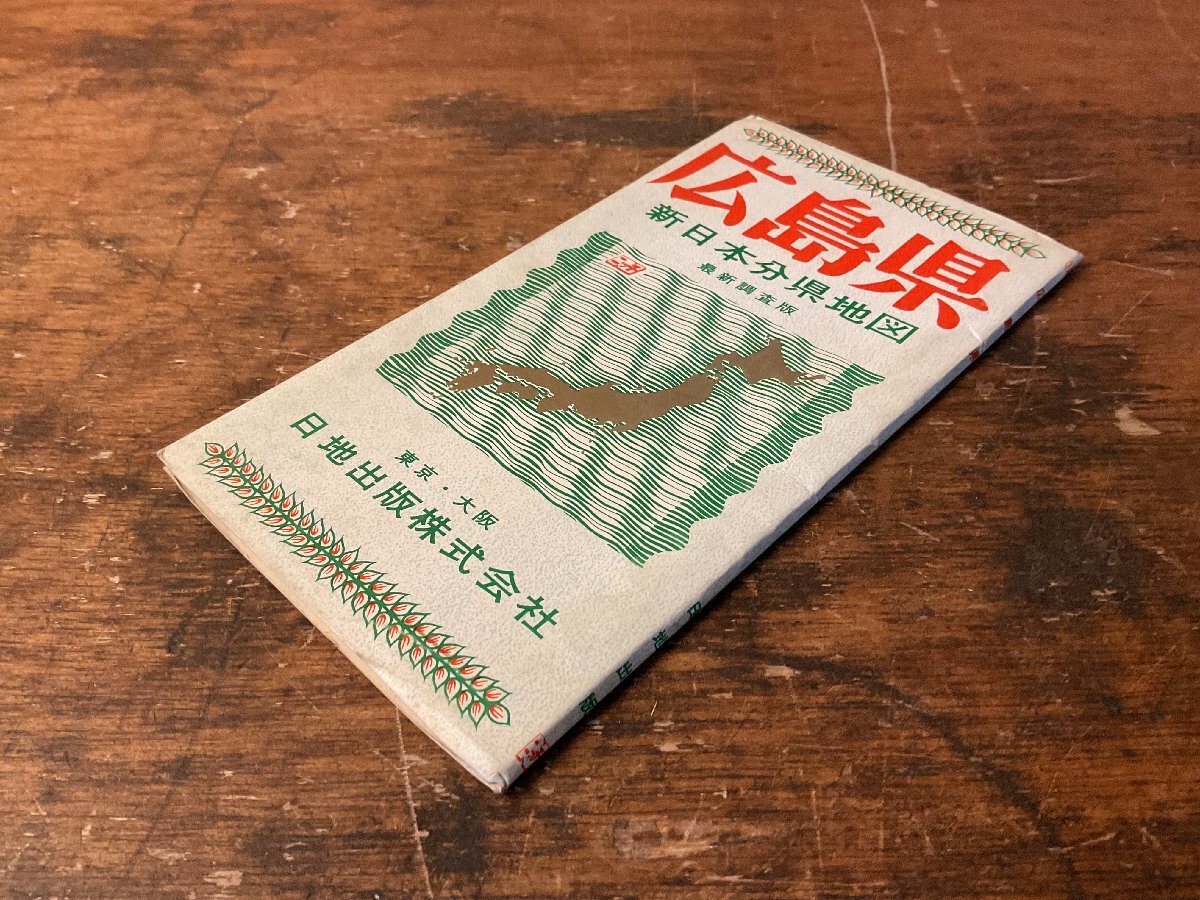 広島県
新日本分県地図
最新調査版
東京・大阪
日地出版株式会社